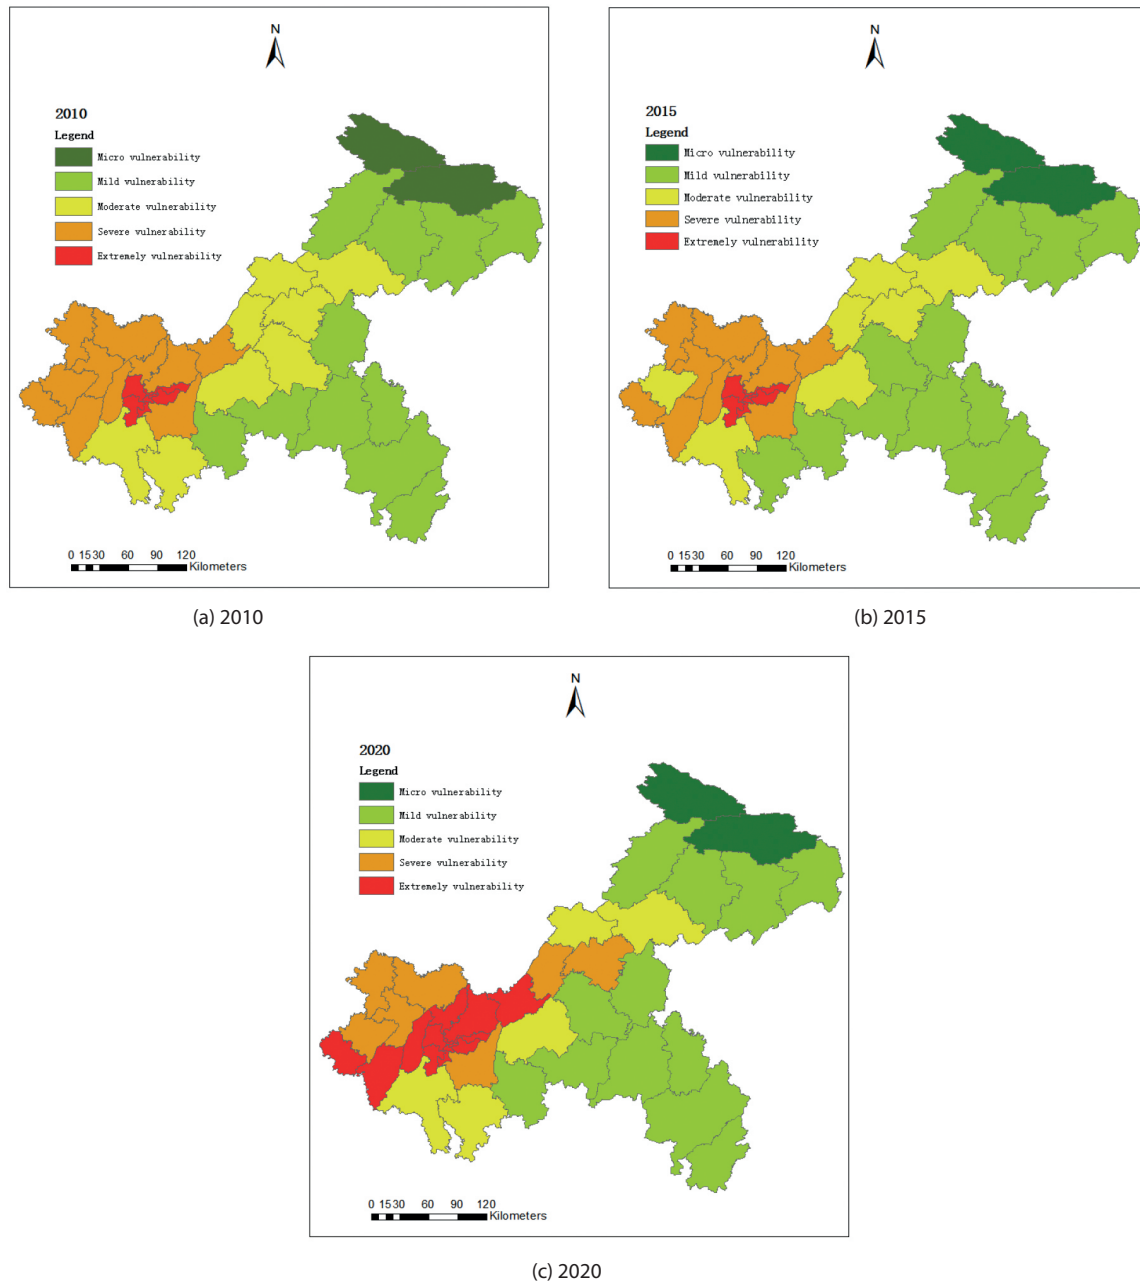 N
2010
Legend
Micro vulnerability
Mild vulnerability
Moderate vulnerability
Severe vulnerability
Extremely vulnerability
0 15 30 60 90 120
Kilometers
(a) 2010
N
2015
Legend
Micro vulnerability
Mild vulnerability
Moderate vulnerability
Severe vulnerability
Extremely vulnerability
0 15 30 60 90 120
Kilometers
(b) 2015
N
2020
Legend
Micro vulnerability
Mild vulnerability
Moderate vulnerability
Severe vulnerability
Extremely vulnerability
0 15 30 60 90 120
Kilometers
(c) 2020